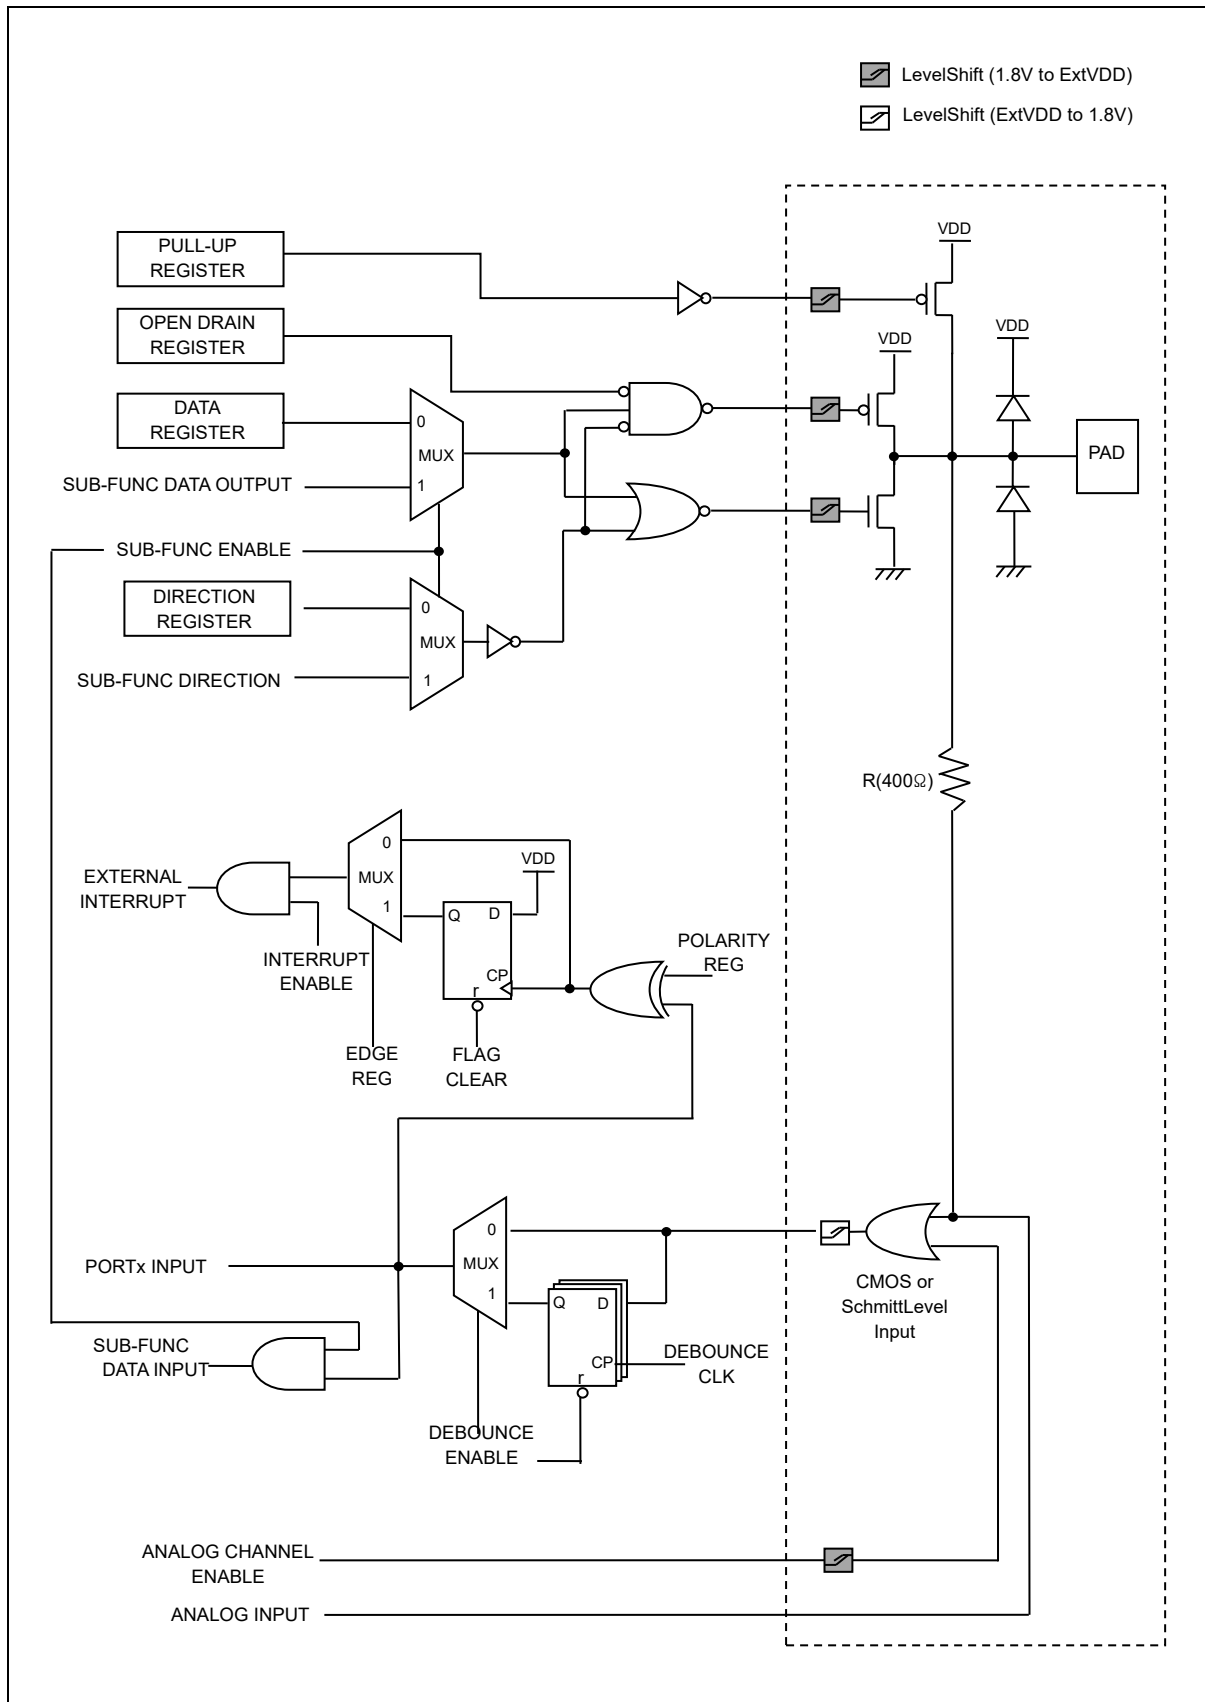 LevelShift (1.8V to ExtVDD)
LevelShift (ExtVDD to 1.8V)
PULL-UP
REGISTER
VDD
OPEN DRAIN
REGISTER
VDD
VDD
DATA
REGISTER
0
MUX
1
SUB-FUNC DATA OUTPUT
PAD
SUB-FUNC ENABLE
DIRECTION
REGISTER
0
MUX
1
SUB-FUNC DIRECTION
R(400Ω)
EXTERNAL
INTERRUPT
0
MUX
1
VDD
Q D
CP
r
INTERRUPT
ENABLE
POLARITY
REG
EDGE
REG
FLAG
CLEAR
PORTx INPUT
0
MUX
1
Q D
CP
r
CMOS or
SchmittLevel
Input
SUB-FUNC
DATA INPUT
DEBOUNCE
CLK
DEBOUNCE
ENABLE
ANALOG CHANNEL
ENABLE
ANALOG INPUT